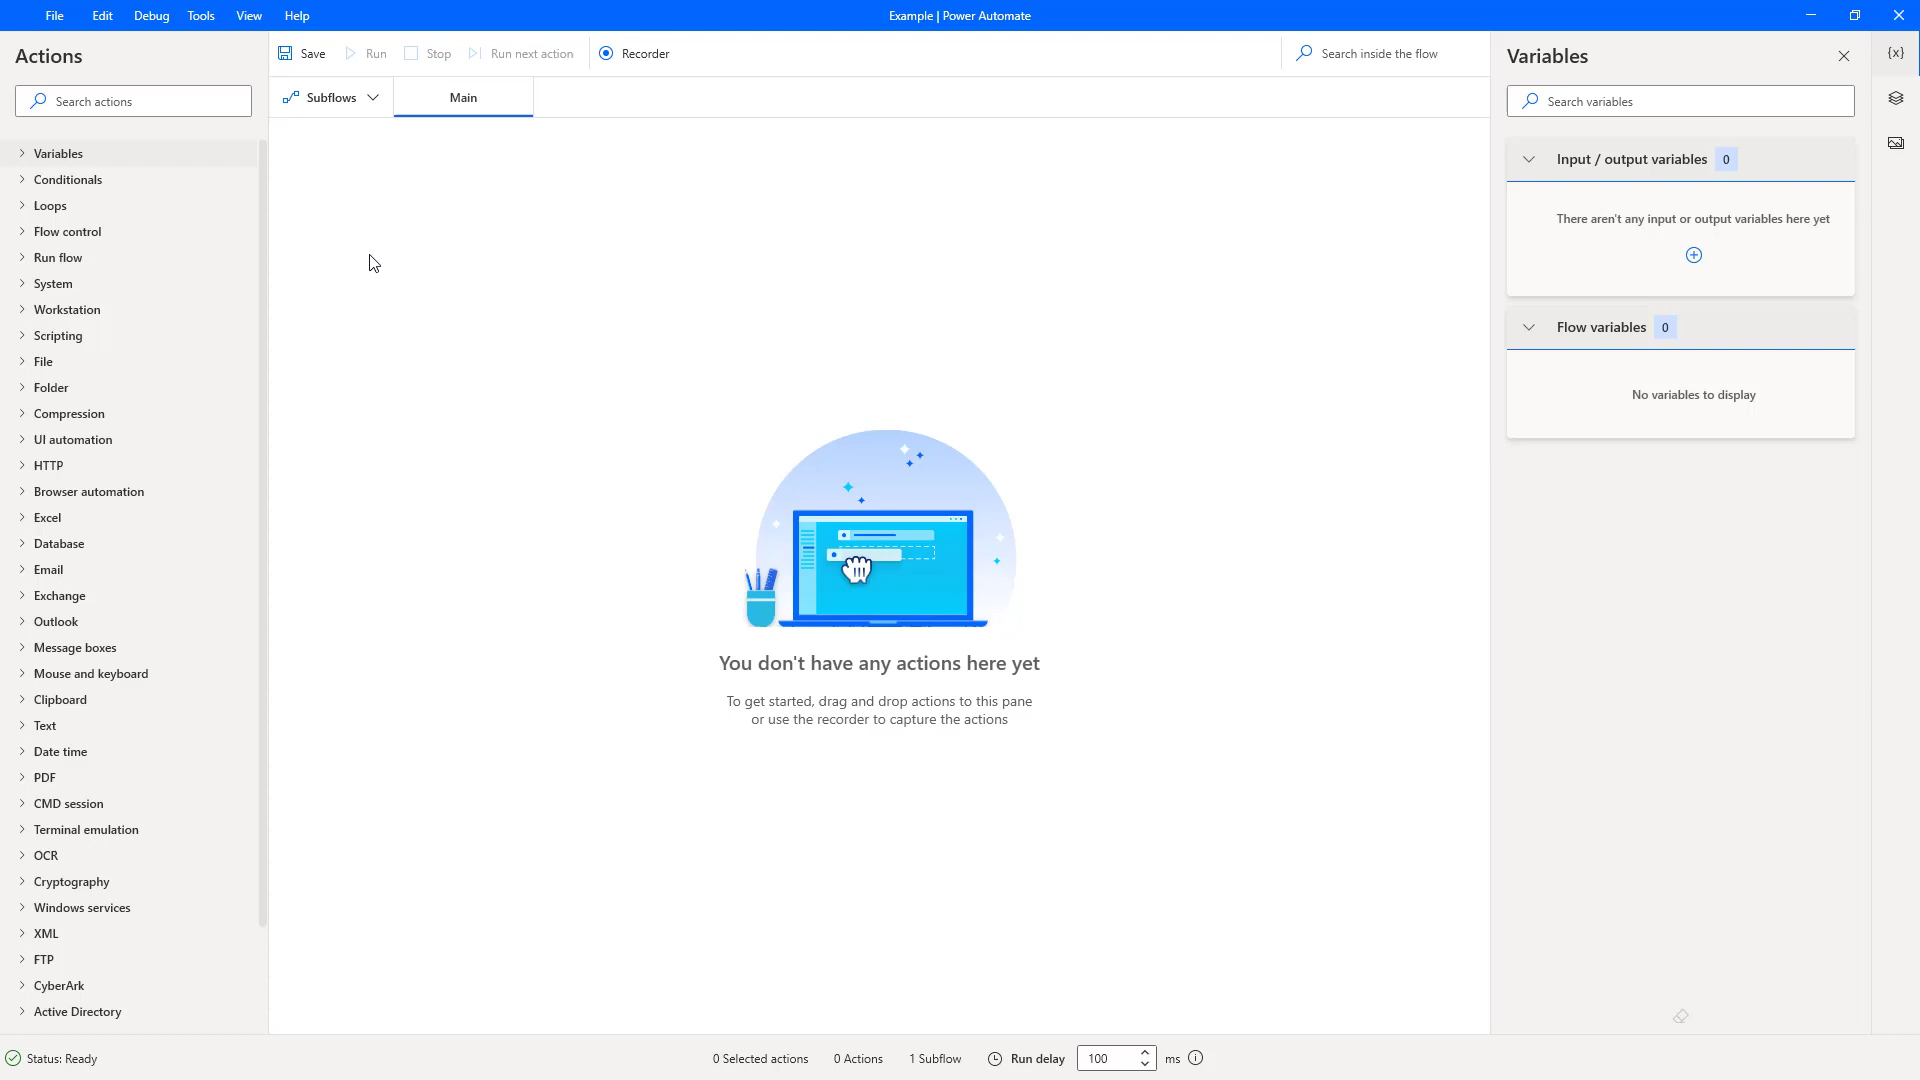 File Edit Debug Tools View Help
Example | Power Automate
Actions
Search actions
Variables
Conditionals
Loops
Flow control
Run flow
System
Workstation
Scripting
File
Folder
Compression
UI automation
HTTP
Browser automation
Excel
Database
Email
Exchange
Outlook
Message boxes
Mouse and keyboard
Clipboard
Text
Date time
PDF
CMD session
Terminal emulation
OCR
Cryptography
Windows services
XML
FTP
CyberArk
Active Directory
Save Run Stop Run next action Recorder
Search inside the flow
Subflows Main
You don't have any actions here yet
To get started, drag and drop actions to this pane
or use the recorder to capture the actions
Variables
{x}
Search variables
Input / output variables 0
There aren't any input or output variables here yet
Flow variables 0
No variables to display
Status: Ready
0 Selected actions 0 Actions 1 Subflow Run delay 100 ms